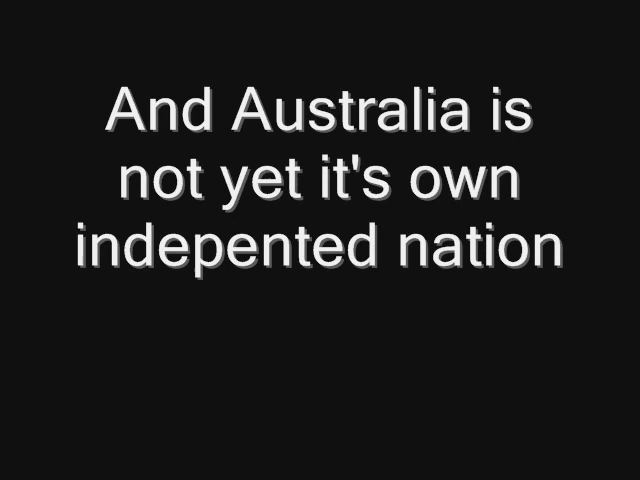 And Australia is
not yet it's own
indepented nation